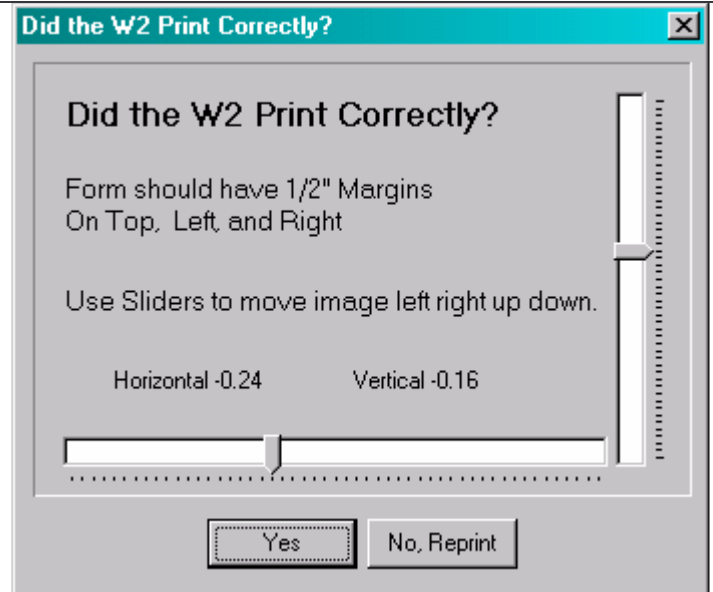 Did the W2 Print Correctly?
Did the W2 Print Correctly?
Form should have 1/2" Margins
On Top, Left, and Right
Use Sliders to move image left right up down.
Horizontal -0.24 Vertical -0.16
Yes No, Reprint